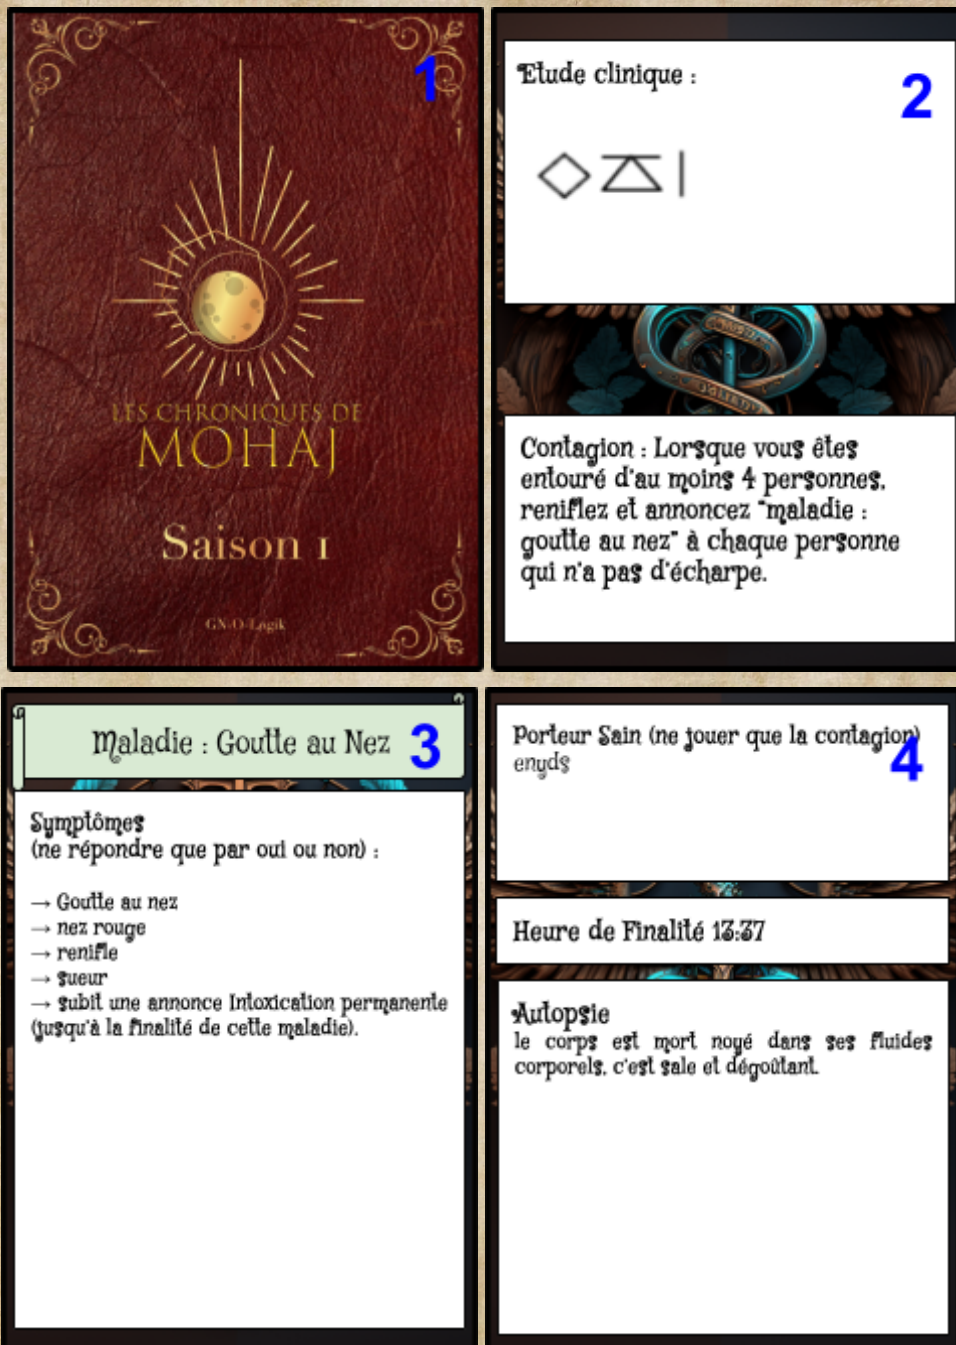 1
LES CHRONIQUES DE
MOHAJ
Saison 1
GN-O-Logik
Etude clinique :
2
Contagion : Lorsque vous êtes
entouré d'au moins 4 personnes,
reniflez et annoncez "maladie :
goutte au nez" à chaque personne
qui n'a pas d'écharpe.
Maladie : Goutte au Nez
3
Symptômes
(ne répondre que par oui ou non) :
→ Goutte au nez
→ nez rouge
→ renifle
→ sueur
→ subit une annonce Intoxication permanente
(jusqu'à la finalité de cette maladie).
Porteur Sain (ne jouer que la contagion)
enyds
4
Heure de Finalité 13:37
Autopsie
le corps est mort noyé dans ses fluides
corporels, c'est sale et dégoûtant.